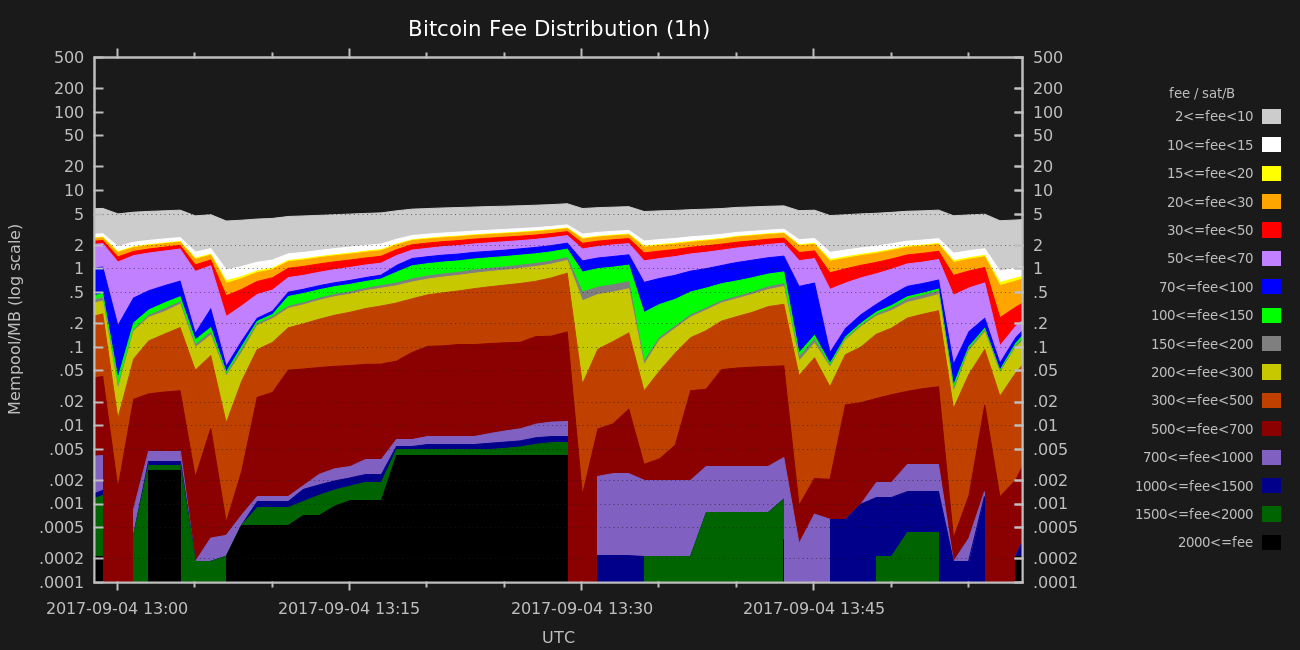 Bitcoin Fee Distribution (1h)
500 500
200 200
100 100
50 50
20 20
10 10
5 5
2 2
1 1
.5 .5
.2 .2
.1 .1
.05 .05
.02 .02
.01 .01
.005 .005
.002 .002
.001 .001
.0005 .0005
.0002 .0002
.0001 .0001
Mempool/MB (log scale)
2017-09-04 13:00 2017-09-04 13:15 2017-09-04 13:30 2017-09-04 13:45
UTC
fee / sat/B
2<=fee<10
10<=fee<15
15<=fee<20
20<=fee<30
30<=fee<50
50<=fee<70
70<=fee<100
100<=fee<150
150<=fee<200
200<=fee<300
300<=fee<500
500<=fee<700
700<=fee<1000
1000<=fee<1500
1500<=fee<2000
2000<=fee